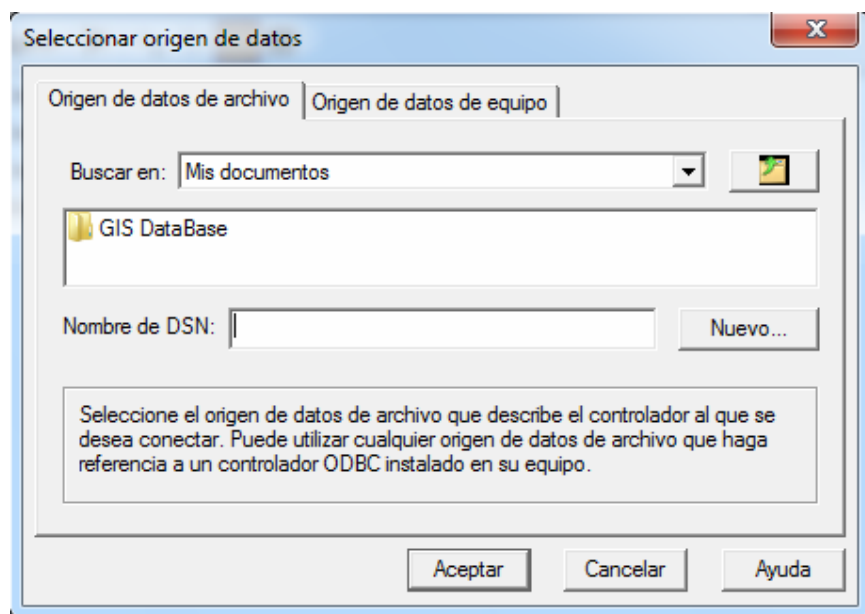 Seleccionar origen de datos
Origen de datos de archivo
Origen de datos de equipo
Buscar en:
Mis documentos
GIS DataBase
Nombre de DSN:
Nuevo...
Seleccione el origen de datos de archivo que describe el controlador al que se
desea conectar. Puede utilizar cualquier origen de datos de archivo que haga
referencia a un controlador ODBC instalado en su equipo.
Aceptar
Cancelar
Ayuda